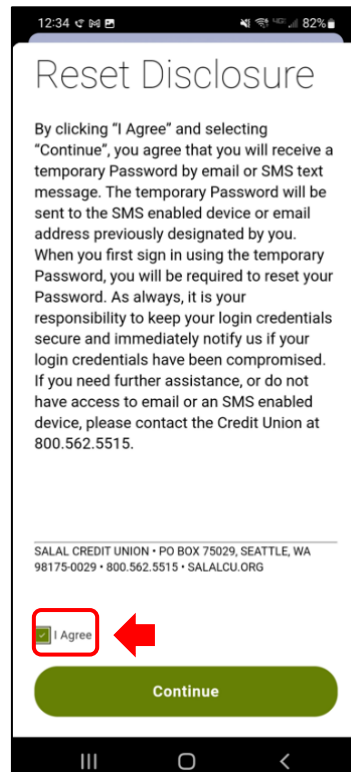 12:34 82%
Reset Disclosure
By clicking “I Agree” and selecting
“Continue”, you agree that you will receive a
temporary Password by email or SMS text
message. The temporary Password will be
sent to the SMS enabled device or email
address previously designated by you.
When you first sign in using the temporary
Password, you will be required to reset your
Password. As always, it is your
responsibility to keep your login credentials
secure and immediately notify us if your
login credentials have been compromised.
If you need further assistance, or do not
have access to email or an SMS enabled
device, please contact the Credit Union at
800.562.5515.
SALAL CREDIT UNION • PO BOX 75029, SEATTLE, WA
98175-0029 • 800.562.5515 • SALALCU.ORG
I Agree
Continue